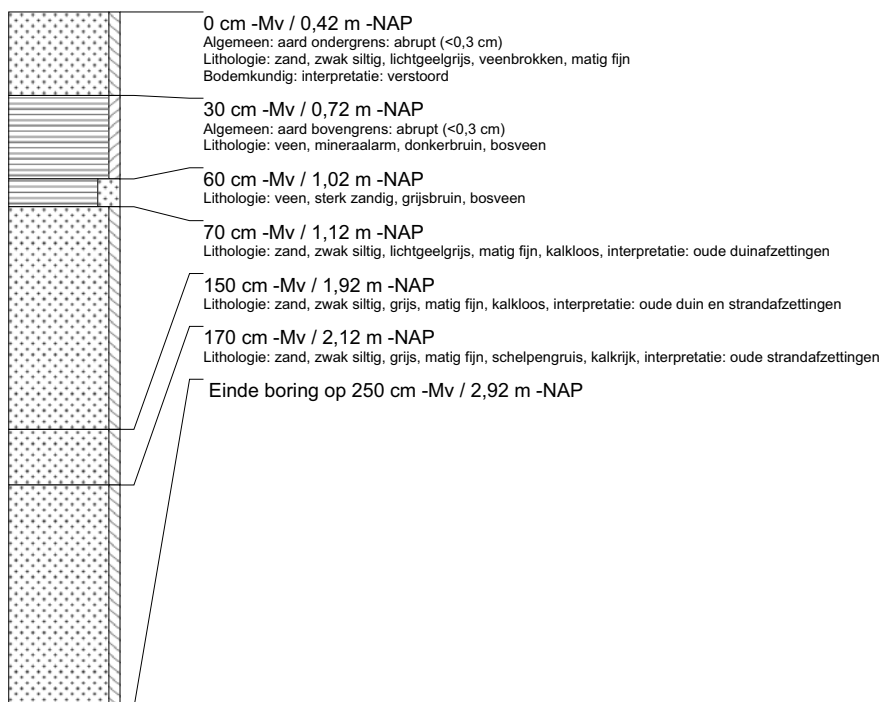 0 cm -Mv / 0,42 m -NAP
Algemeen: aard ondergrens: abrupt (<0,3 cm)
Lithologie: zand, zwak siltig, lichtgeelgrijs, veenbrokken, matig fijn
Bodemkundig: interpretatie: verstoord
30 cm -Mv / 0,72 m -NAP
Algemeen: aard bovengrens: abrupt (<0,3 cm)
Lithologie: veen, mineraalarm, donkerbruin, bosveen
60 cm -Mv / 1,02 m -NAP
Lithologie: veen, sterk zandig, grijsbruin, bosveen
70 cm -Mv / 1,12 m -NAP
Lithologie: zand, zwak siltig, lichtgeelgrijs, matig fijn, kalkloos, interpretatie: oude duinafzettingen
150 cm -Mv / 1,92 m -NAP
Lithologie: zand, zwak siltig, grijs, matig fijn, kalkloos, interpretatie: oude duin en strandafzettingen
170 cm -Mv / 2,12 m -NAP
Lithologie: zand, zwak siltig, grijs, matig fijn, schelpengruis, kalkrijk, interpretatie: oude strandafzettingen
Einde boring op 250 cm -Mv / 2,92 m -NAP